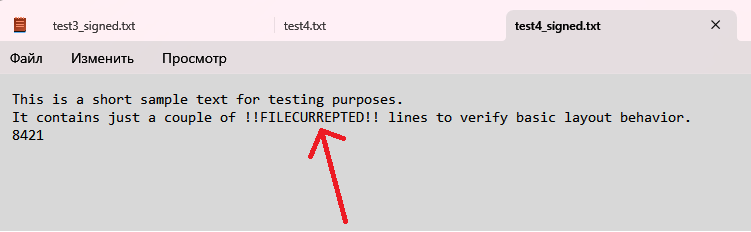 test3_signed.txt test4.txt test4_signed.txt
Файл Изменить Просмотр
This is a short sample text for testing purposes.
It contains just a couple of !!FILECURREPTED!! lines to verify basic layout behavior.
8421